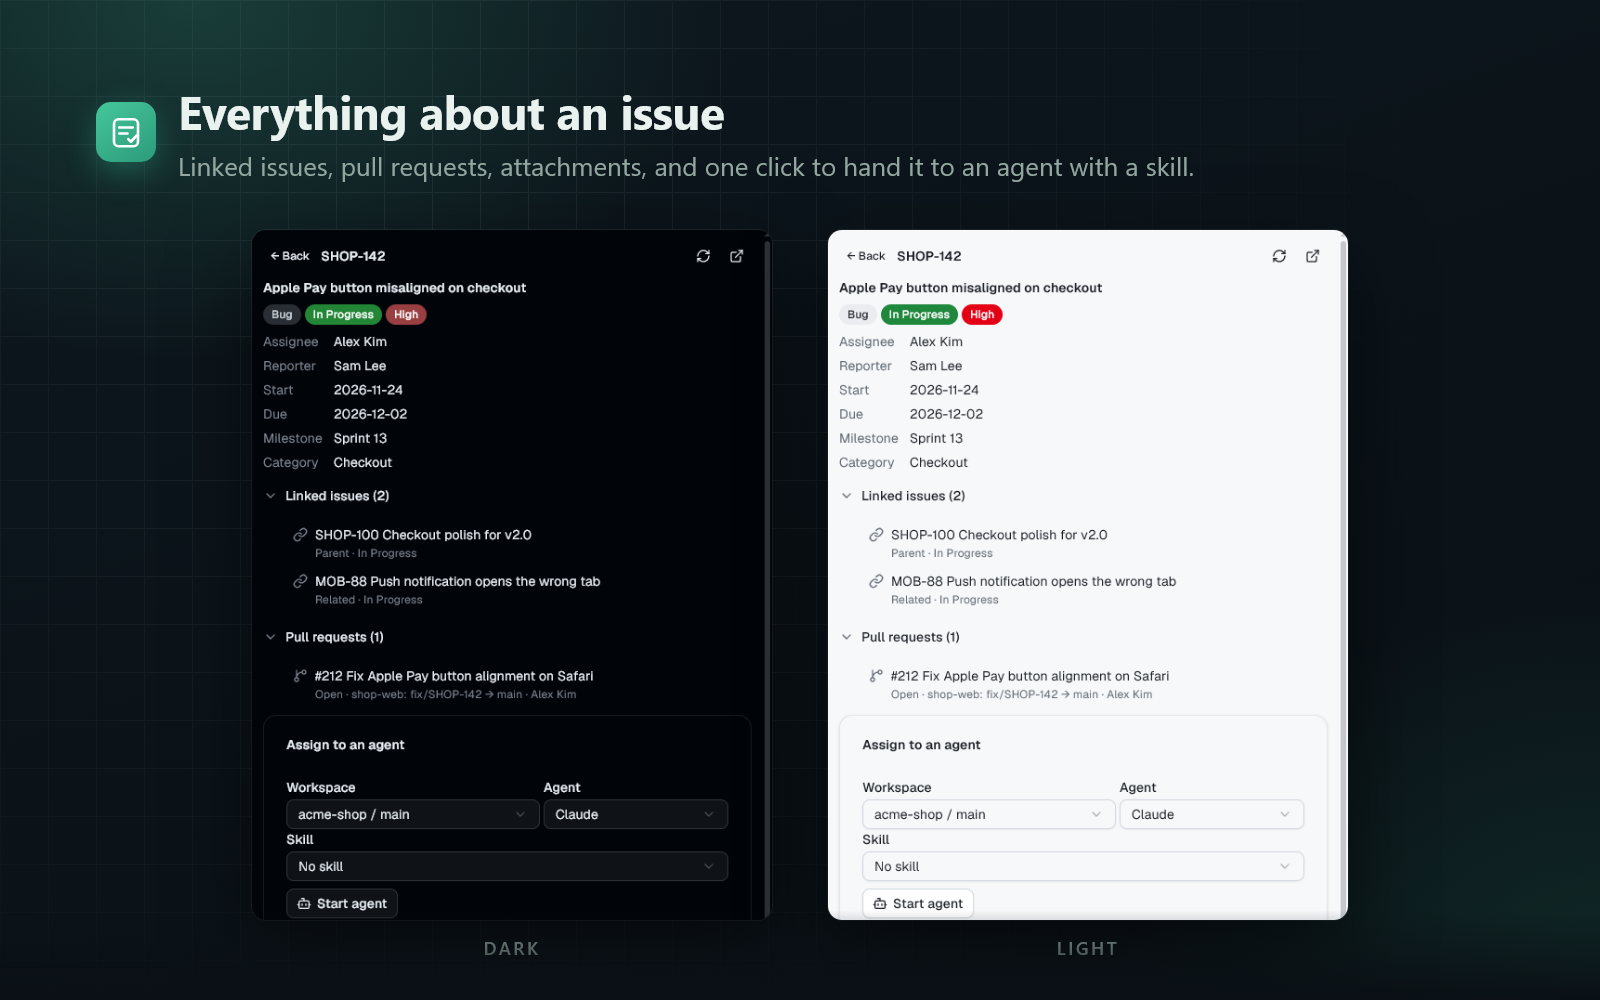 Everything about an issue
Linked issues, pull requests, attachments, and one click to hand it to an agent with a skill.
Back SHOP-142
Apple Pay button misaligned on checkout
Bug In Progress High
Assignee Alex Kim
Reporter Sam Lee
Start 2026-11-24
Due 2026-12-02
Milestone Sprint 13
Category Checkout
Linked issues (2)
SHOP-100 Checkout polish for v2.0
Parent · In Progress
MOB-88 Push notification opens the wrong tab
Related · In Progress
Pull requests (1)
#212 Fix Apple Pay button alignment on Safari
Open · shop-web: fix/SHOP-142 → main · Alex Kim
Assign to an agent
Workspace Agent
acme-shop / main Claude
Skill
No skill
Start agent
DARK
Back SHOP-142
Apple Pay button misaligned on checkout
Bug In Progress High
Assignee Alex Kim
Reporter Sam Lee
Start 2026-11-24
Due 2026-12-02
Milestone Sprint 13
Category Checkout
Linked issues (2)
SHOP-100 Checkout polish for v2.0
Parent · In Progress
MOB-88 Push notification opens the wrong tab
Related · In Progress
Pull requests (1)
#212 Fix Apple Pay button alignment on Safari
Open · shop-web: fix/SHOP-142 → main · Alex Kim
Assign to an agent
Workspace Agent
acme-shop / main Claude
Skill
No skill
Start agent
LIGHT